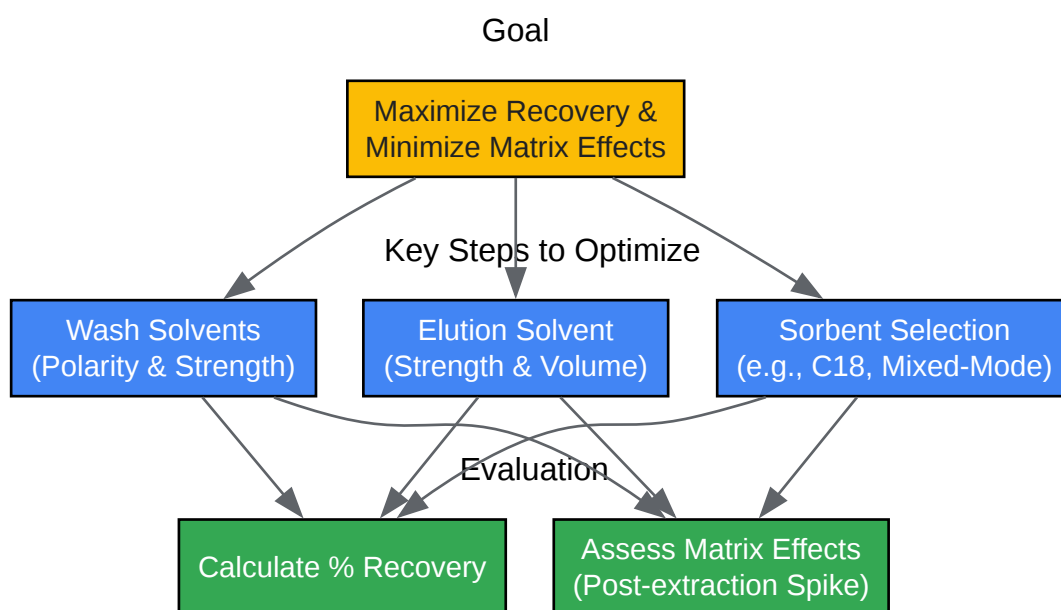 Goal
Maximize Recovery &
Minimize Matrix Effects
Key Steps to Optimize
Wash Solvents
(Polarity & Strength)
Elution Solvent
(Strength & Volume)
Sorbent Selection
(e.g., C18, Mixed-Mode)
Evaluation
Calculate % Recovery
Assess Matrix Effects
(Post-extraction Spike)